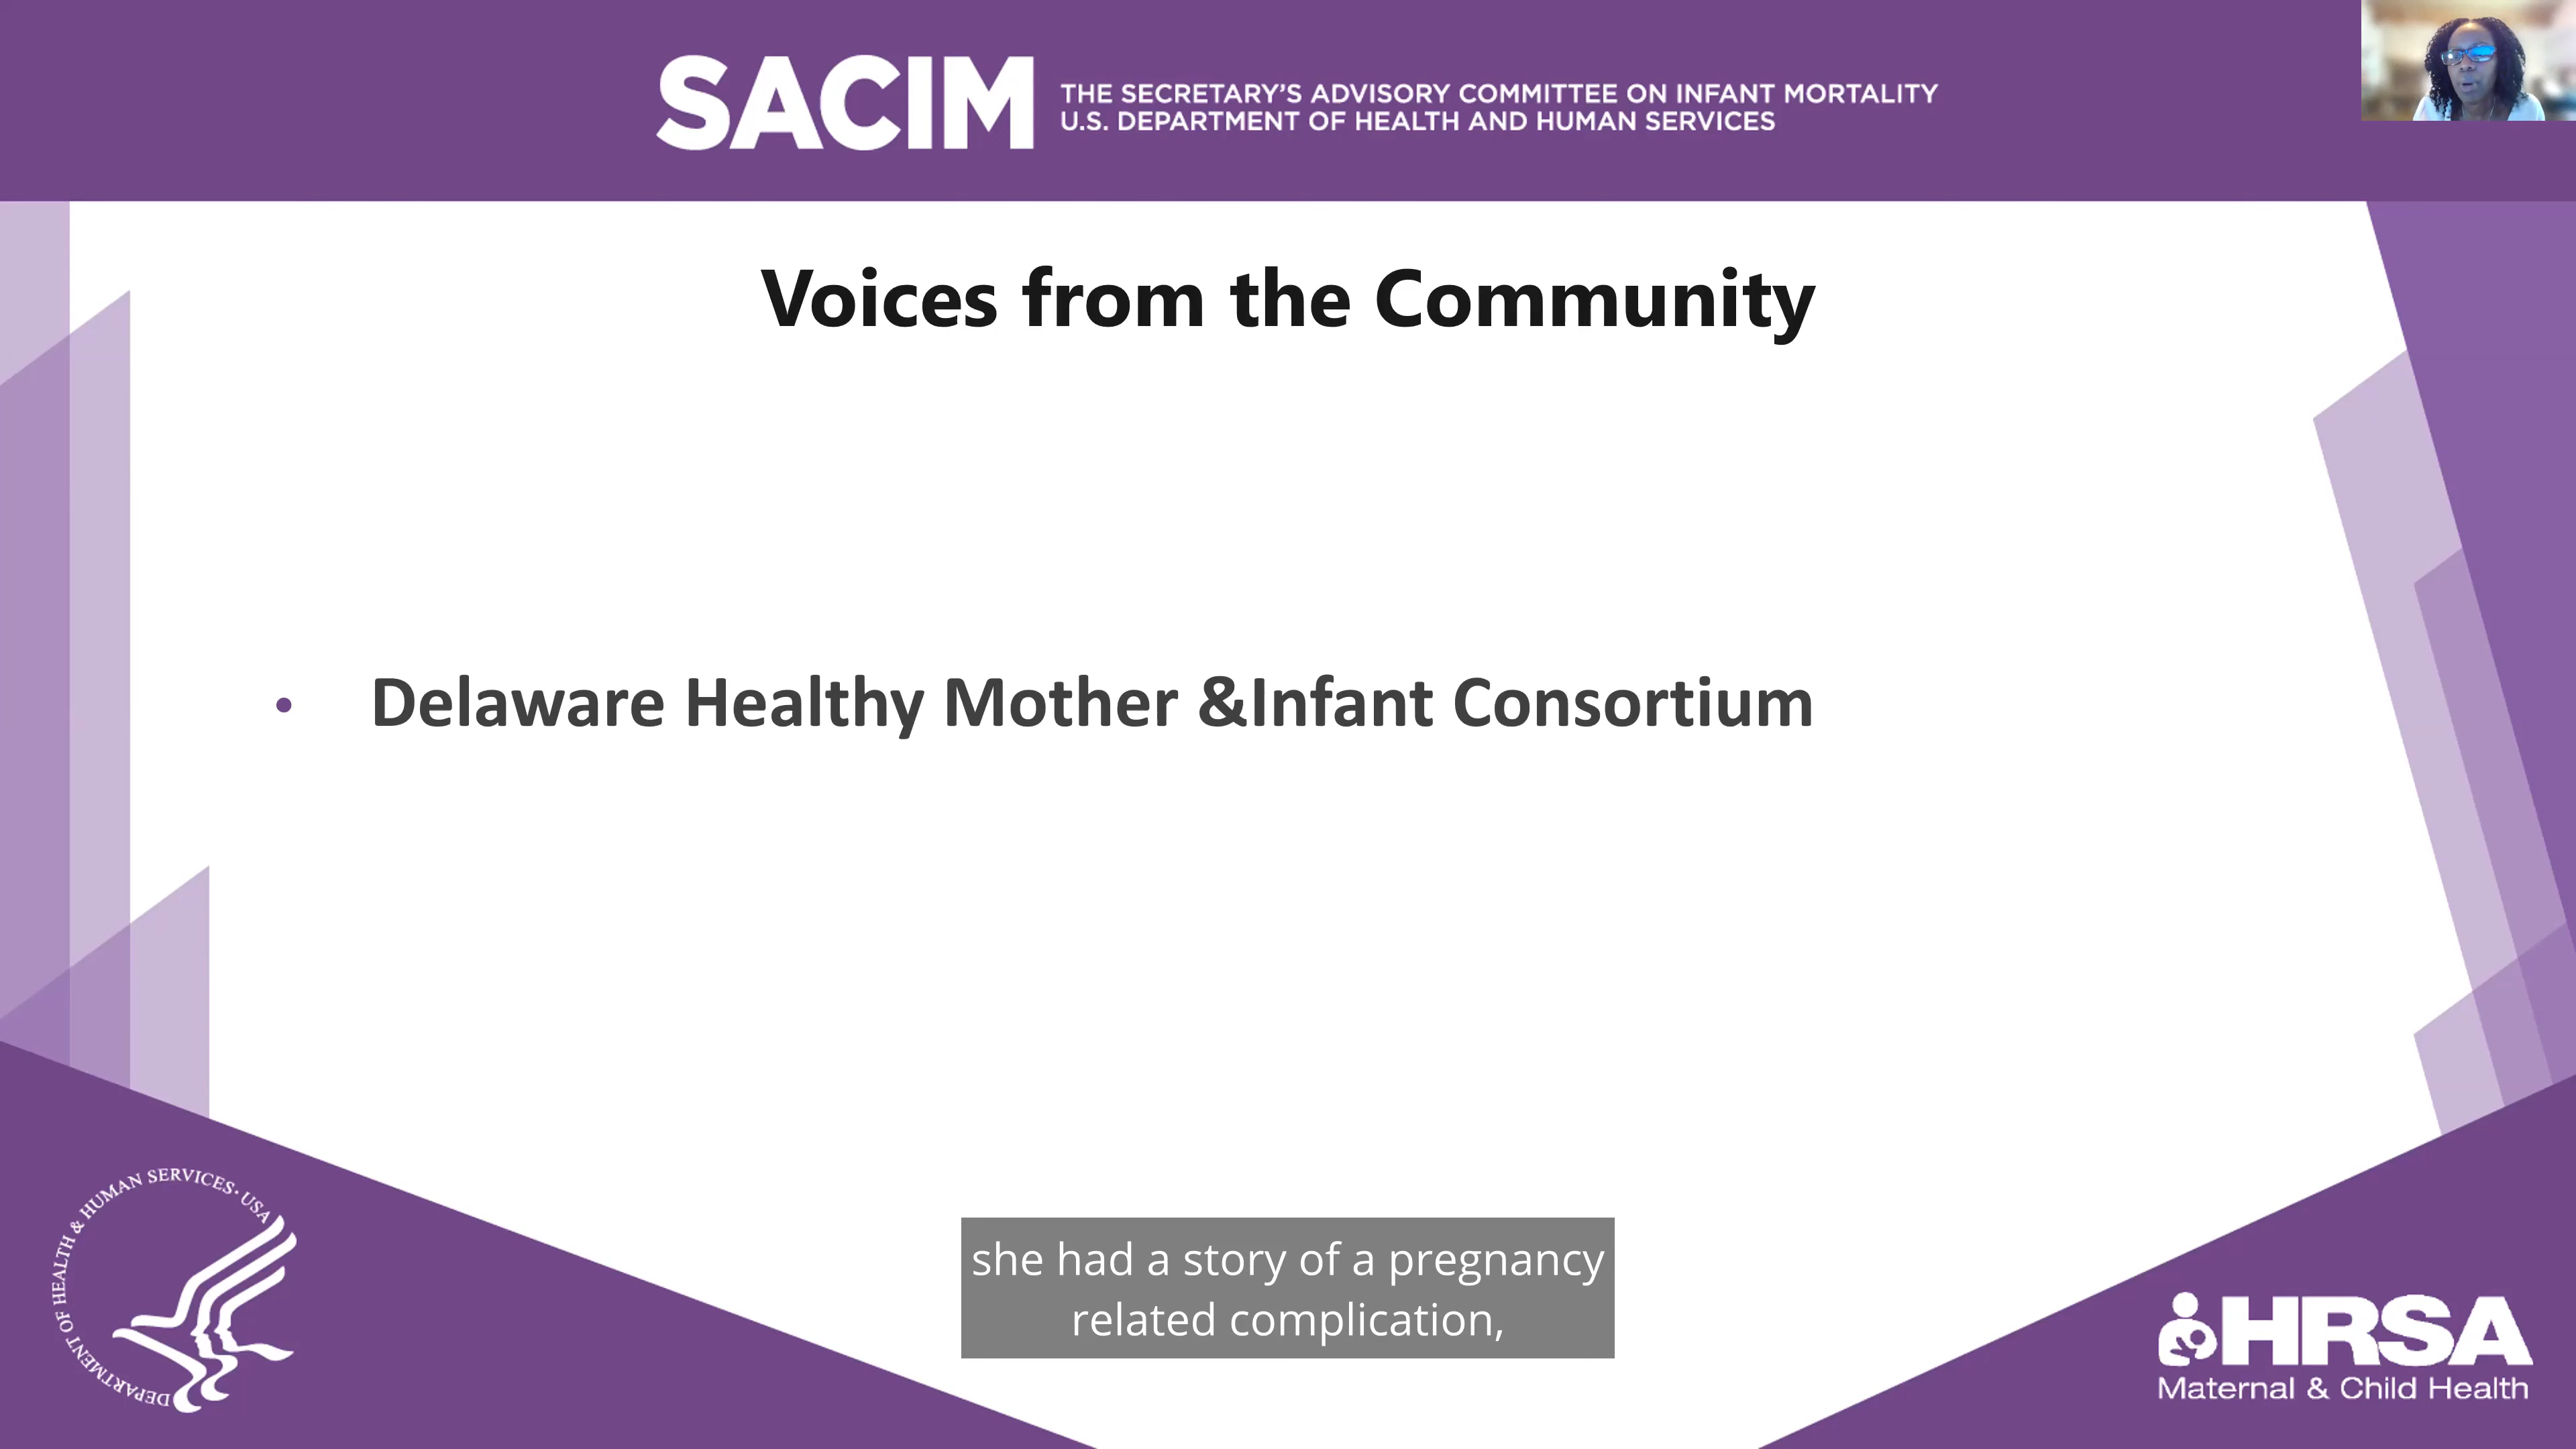 SACIM
THE SECRETARY'S ADVISORY COMMITTEE ON INFANT MORTALITY
U.S. DEPARTMENT OF HEALTH AND HUMAN SERVICES
Voices from the Community
• Delaware Healthy Mother &Infant Consortium
she had a story of a pregnancy
related complication,
DEPARTMENT OF HEALTH & HUMAN SERVICES · USA
HRSA
Maternal & Child Health